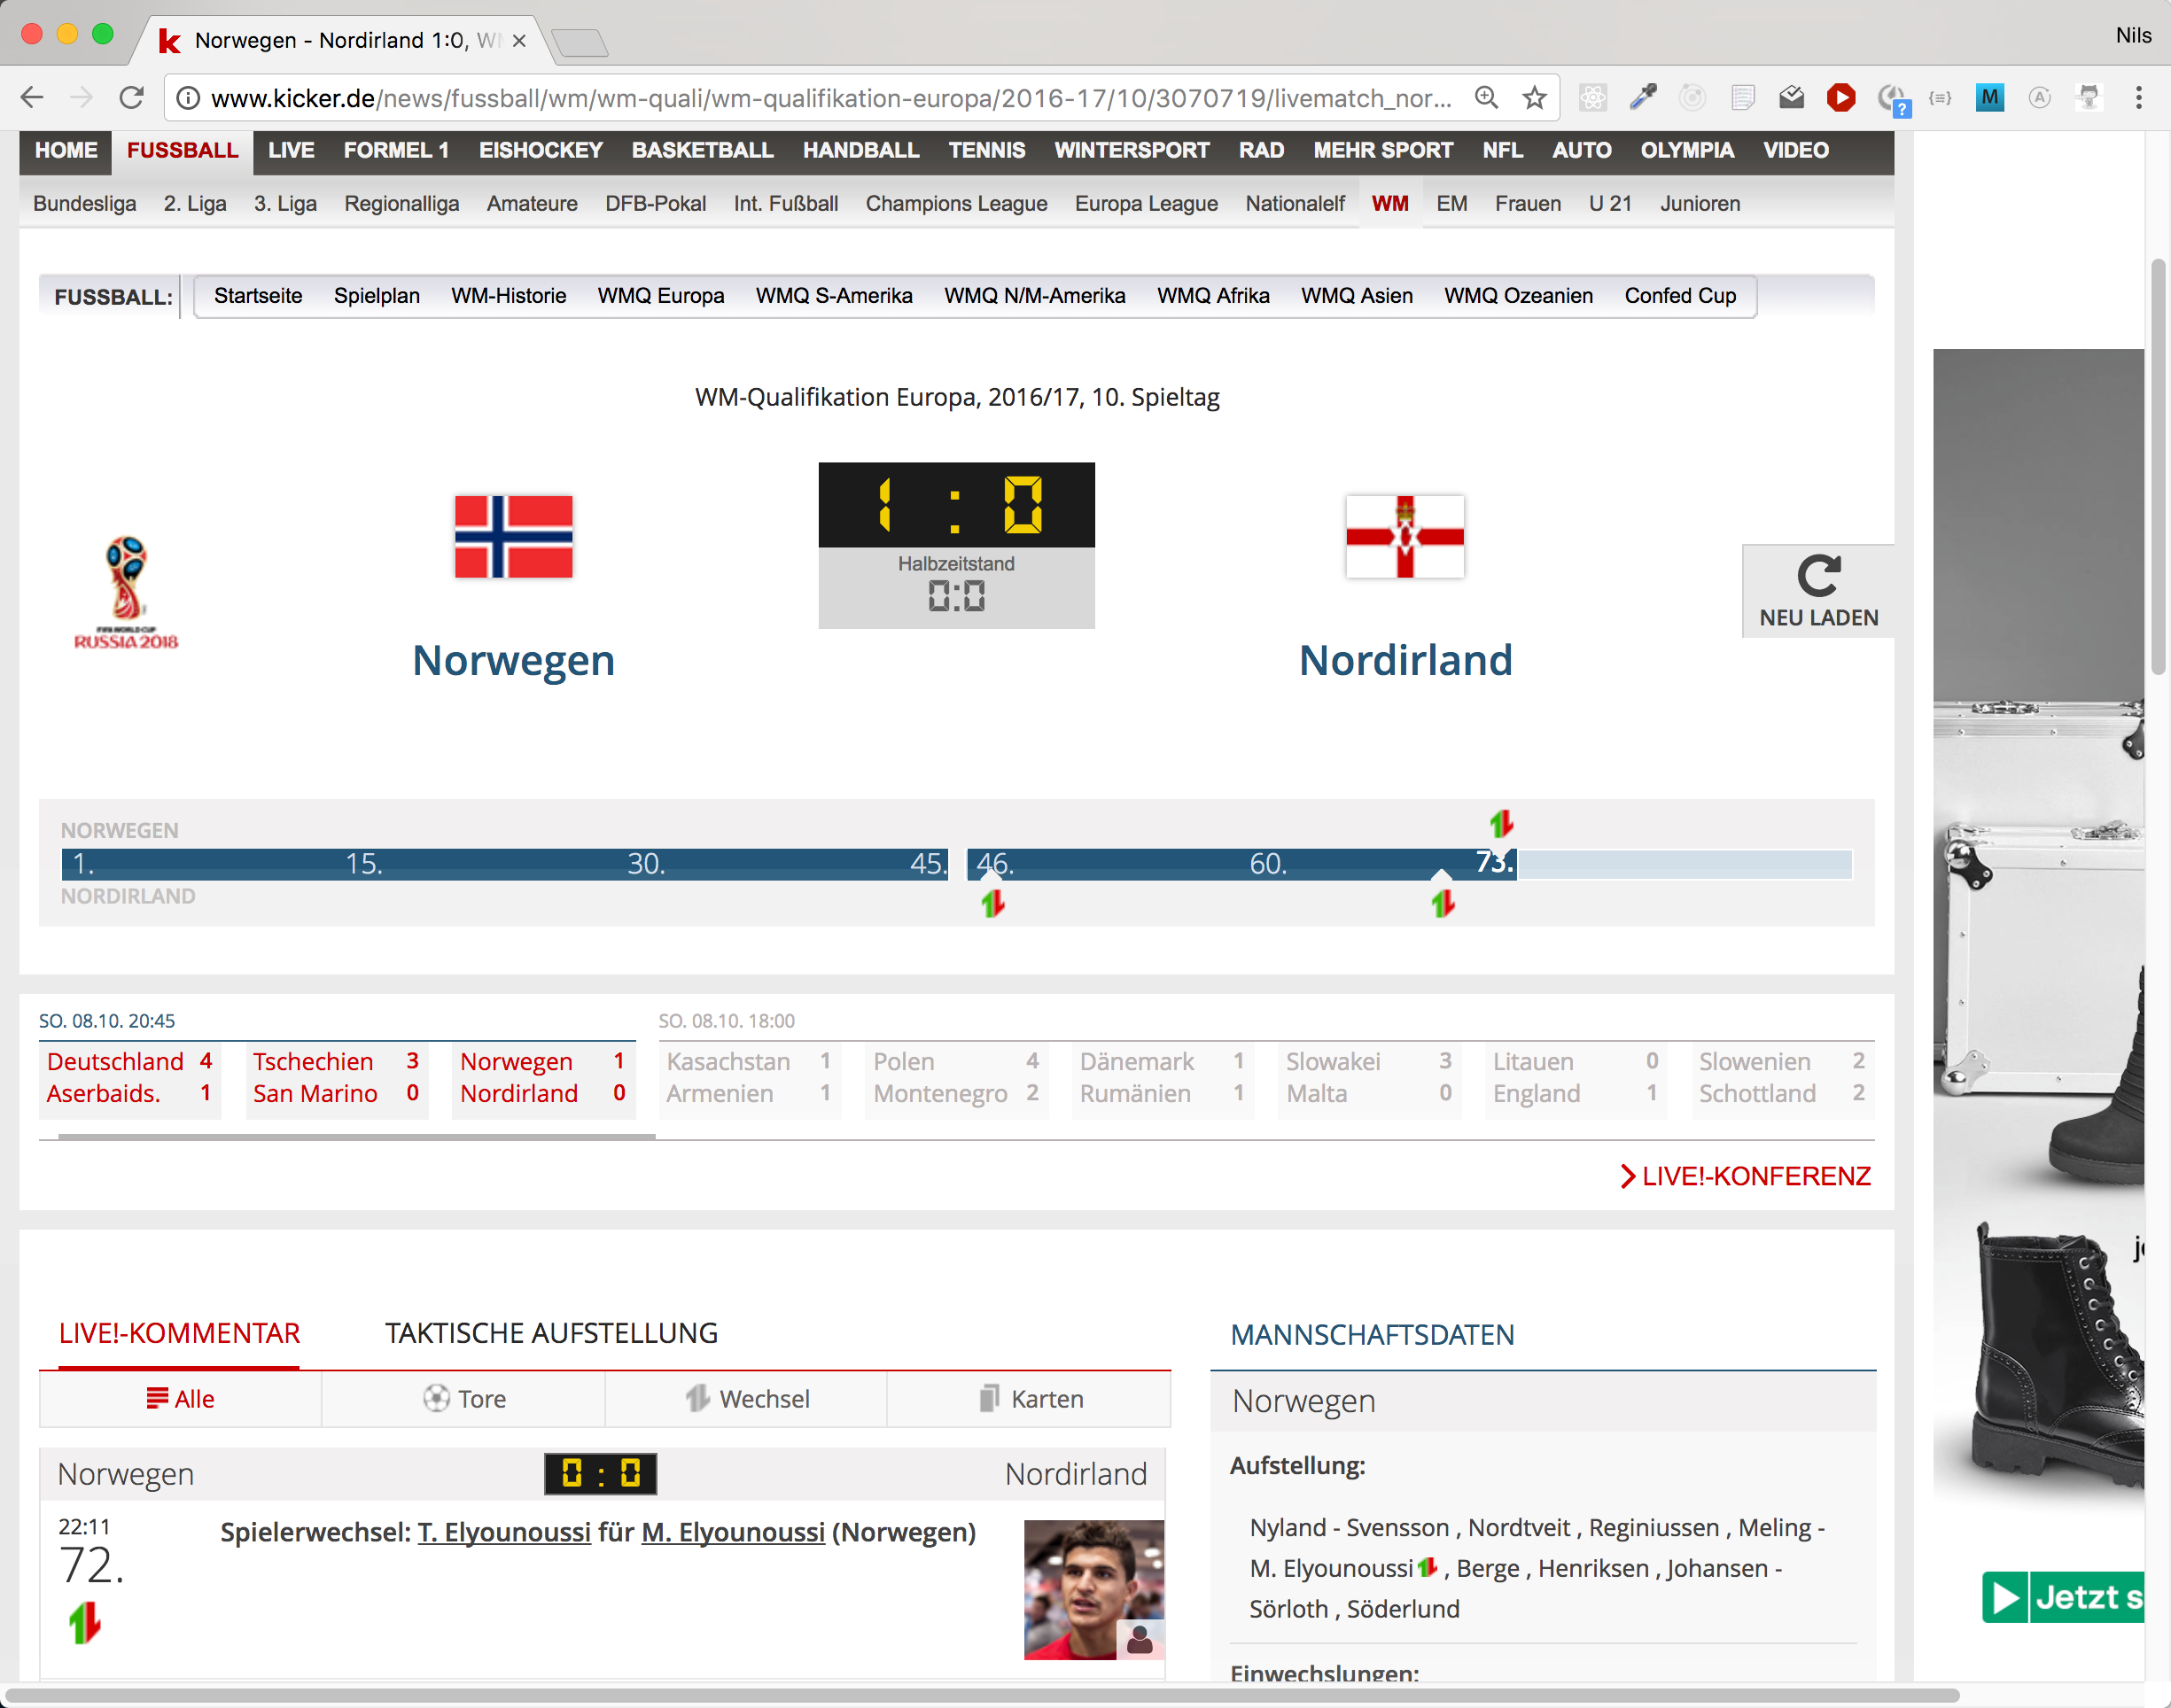 Norwegen - Nordirland 1:0, WM
Nils
www.kicker.de/news/fussball/wm/wm-quali/wm-qualifikation-europa/2016-17/10/3070719/livematch_nor...
HOME FUSSBALL LIVE FORMEL 1 EISHOCKEY BASKETBALL HANDBALL TENNIS WINTERSPORT RAD MEHR SPORT NFL AUTO OLYMPIA VIDEO
Bundesliga 2. Liga 3. Liga Regionalliga Amateure DFB-Pokal Int. Fußball Champions League Europa League Nationalelf WM EM Frauen U 21 Junioren
FUSSBALL: Startseite Spielplan WM-Historie WMQ Europa WMQ S-Amerika WMQ N/M-Amerika WMQ Afrika WMQ Asien WMQ Ozeanien Confed Cup
WM-Qualifikation Europa, 2016/17, 10. Spieltag
1 : 0
Halbzeitstand
0:0
FIFA WORLD CUP
RUSSIA 2018
NEU LADEN
Norwegen Nordirland
NORWEGEN
1. 15. 30. 45. 46. 60. 73.
NORDIRLAND
SO. 08.10. 20:45 SO. 08.10. 18:00
Deutschland 4 Tschechien 3 Norwegen 1 Kasachstan 1 Polen 4 Dänemark 1 Slowakei 3 Litauen 0 Slowenien 2
Aserbaids. 1 San Marino 0 Nordirland 0 Armenien 1 Montenegro 2 Rumänien 1 Malta 0 England 1 Schottland 2
LIVE!-KONFERENZ
LIVE!-KOMMENTAR TAKTISCHE AUFSTELLUNG
Alle Tore Wechsel Karten
Norwegen 0 : 0 Nordirland
22:11
72.
Spielerwechsel: T. Elyounoussi für M. Elyounoussi (Norwegen)
MANNSCHAFTSDATEN
Norwegen
Aufstellung:
Nyland - Svensson , Nordtveit , Reginiussen , Meling -
M. Elyounoussi , Berge , Henriksen , Johansen -
Sörloth , Söderlund
Einwechslungen:
Jetzt s